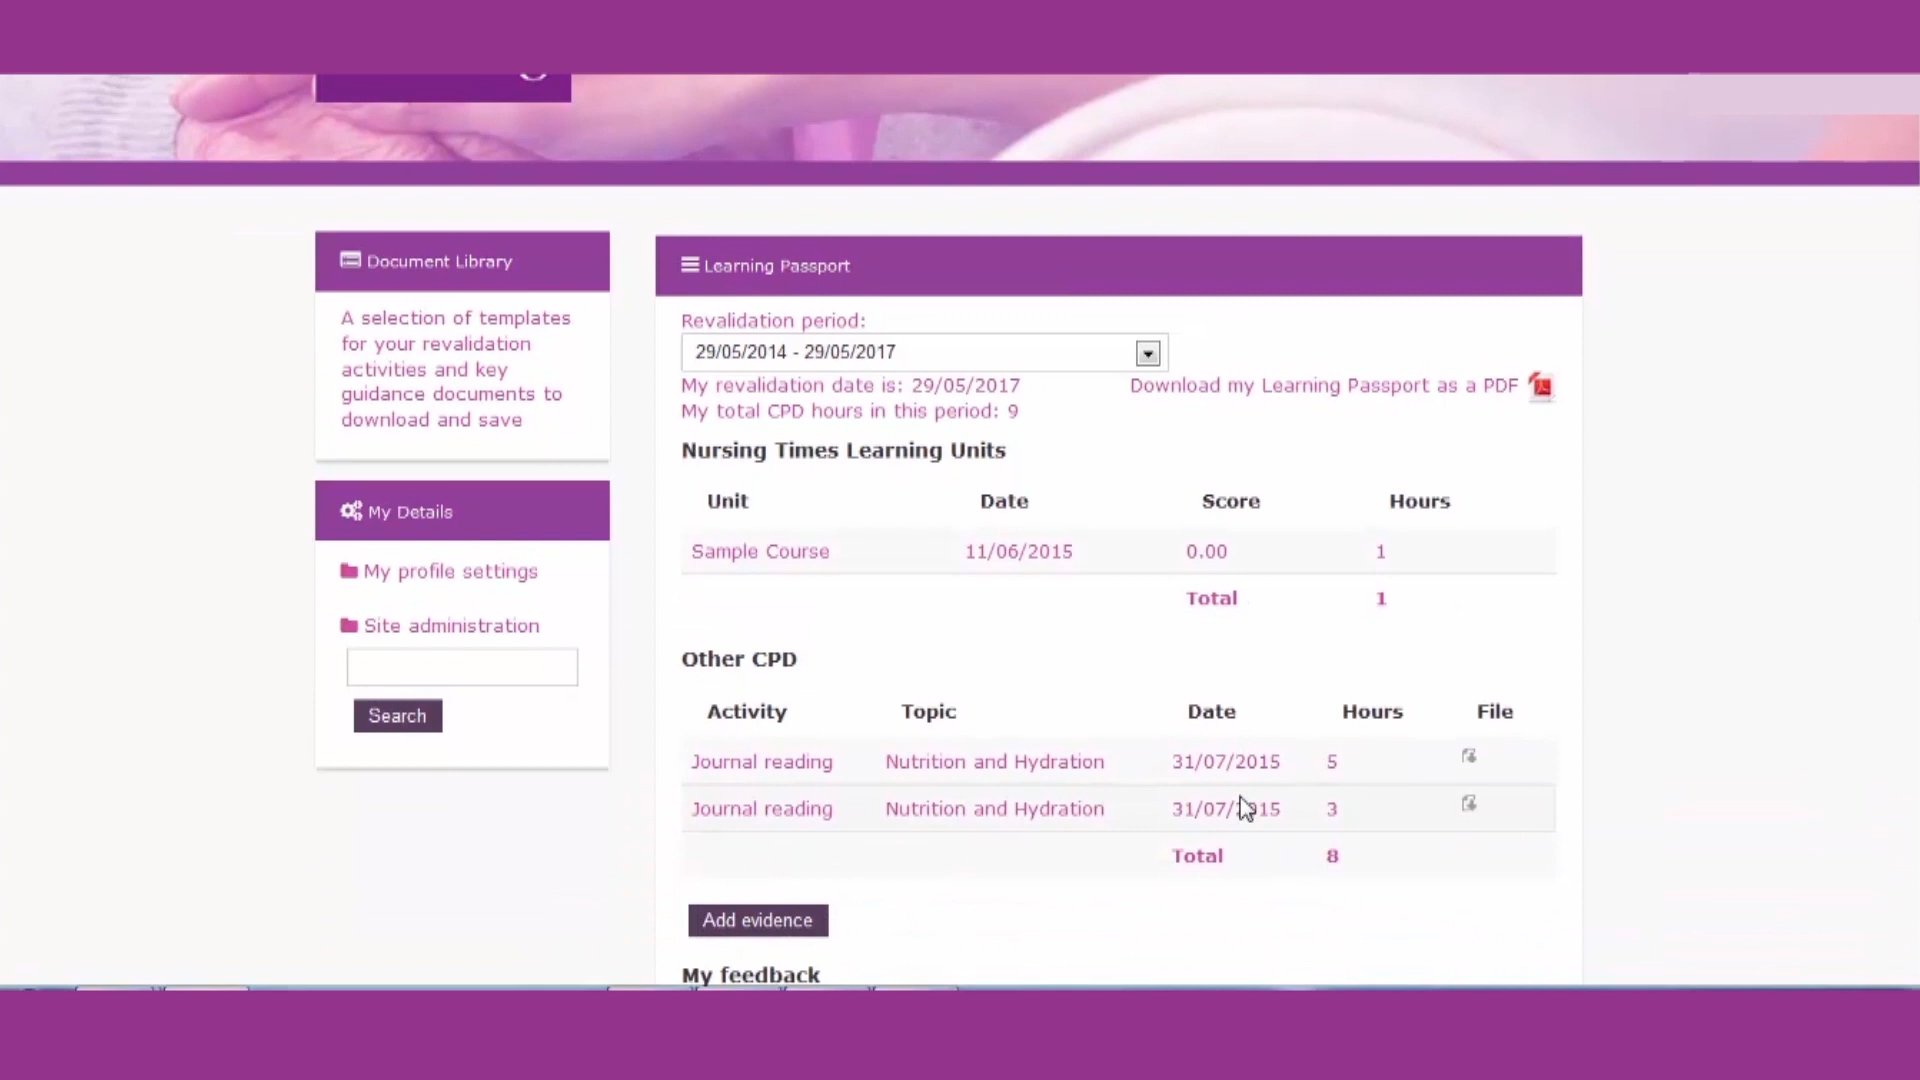 Document Library
A selection of templates
for your revalidation
activities and key
guidance documents to
download and save
My Details
My profile settings
Site administration
Search
Learning Passport
Revalidation period:
29/05/2014 - 29/05/2017
My revalidation date is: 29/05/2017 Download my Learning Passport as a PDF
My total CPD hours in this period: 9
Nursing Times Learning Units
Unit Date Score Hours
Sample Course 11/06/2015 0.00 1
Total 1
Other CPD
Activity Topic Date Hours File
Journal reading Nutrition and Hydration 31/07/2015 5
Journal reading Nutrition and Hydration 31/07/2015 3
Total 8
Add evidence
My feedback